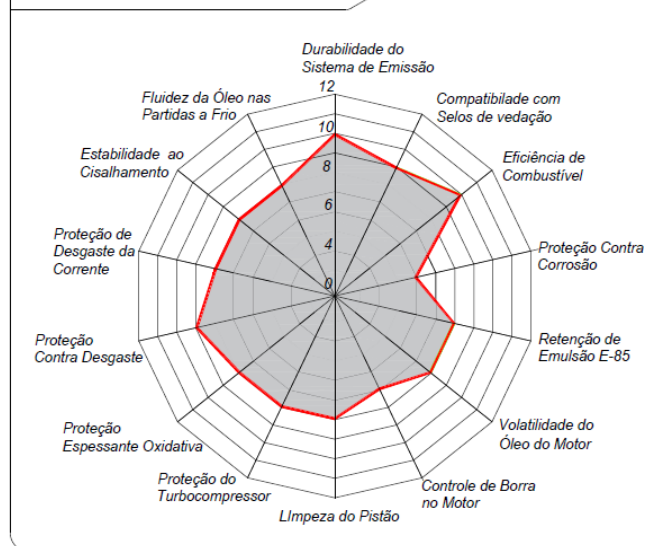 Durabilidade do
Sistema de Emissão
12
Compatibilade com
Selos de vedação
Fluidez da Óleo nas
Partidas a Frio
10
Estabilidade ao
Cisalhamento
8
Eficiência de
Combustível
6
Proteção de
Desgaste da
Corrente
4
Proteção Contra
Corrosão
0
Proteção
Contra Desgaste
Retenção de
Emulsão E-85
Proteção
Espessante Oxidativa
Volatilidade do
Óleo do Motor
Proteção do
Turbocompressor
LImpeza do Pistão
Controle de Borra
no Motor